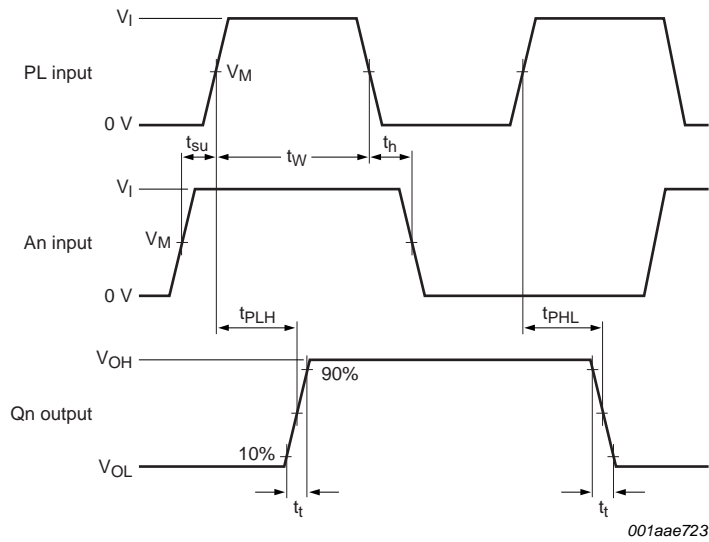 VI
PL input
VM
0 V
tsu
tW
th
VI
An input
VM
0 V
tPLH
tPHL
VOH
90%
Qn output
10%
VOL
tt
tt
001aae723